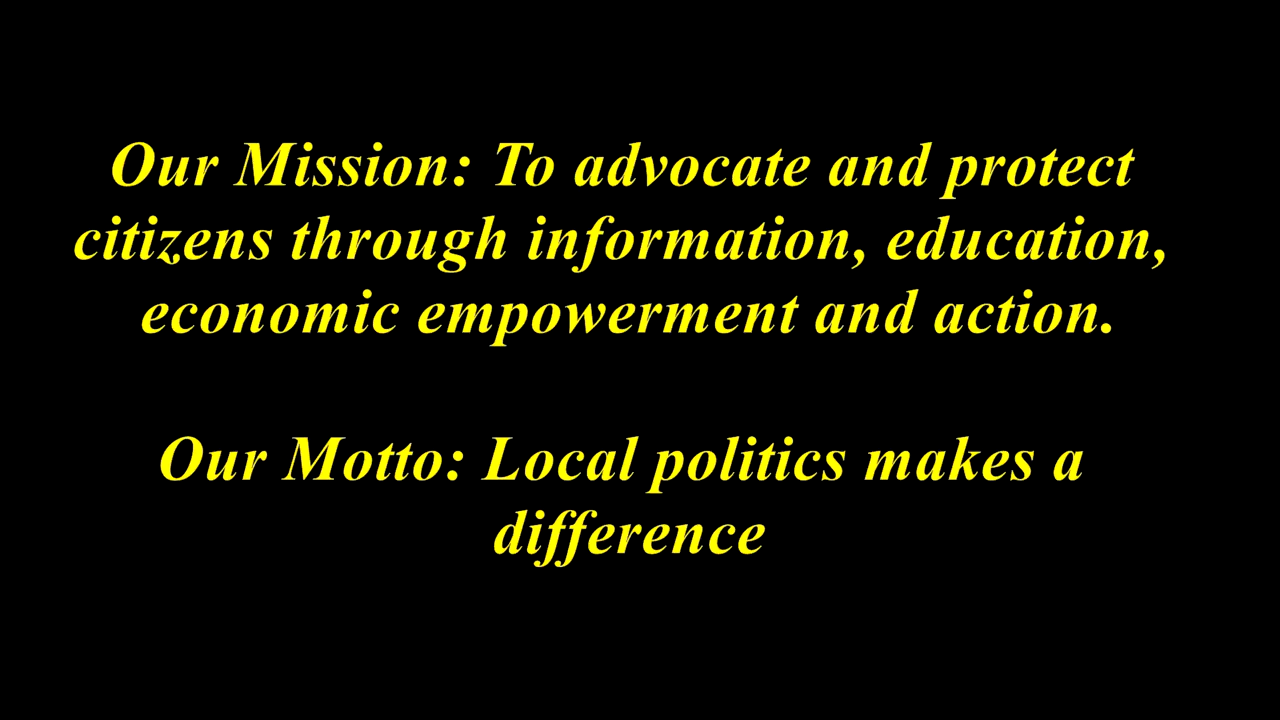 Our Mission: To advocate and protect
citizens through information, education,
economic empowerment and action.
Our Motto: Local politics makes a
difference